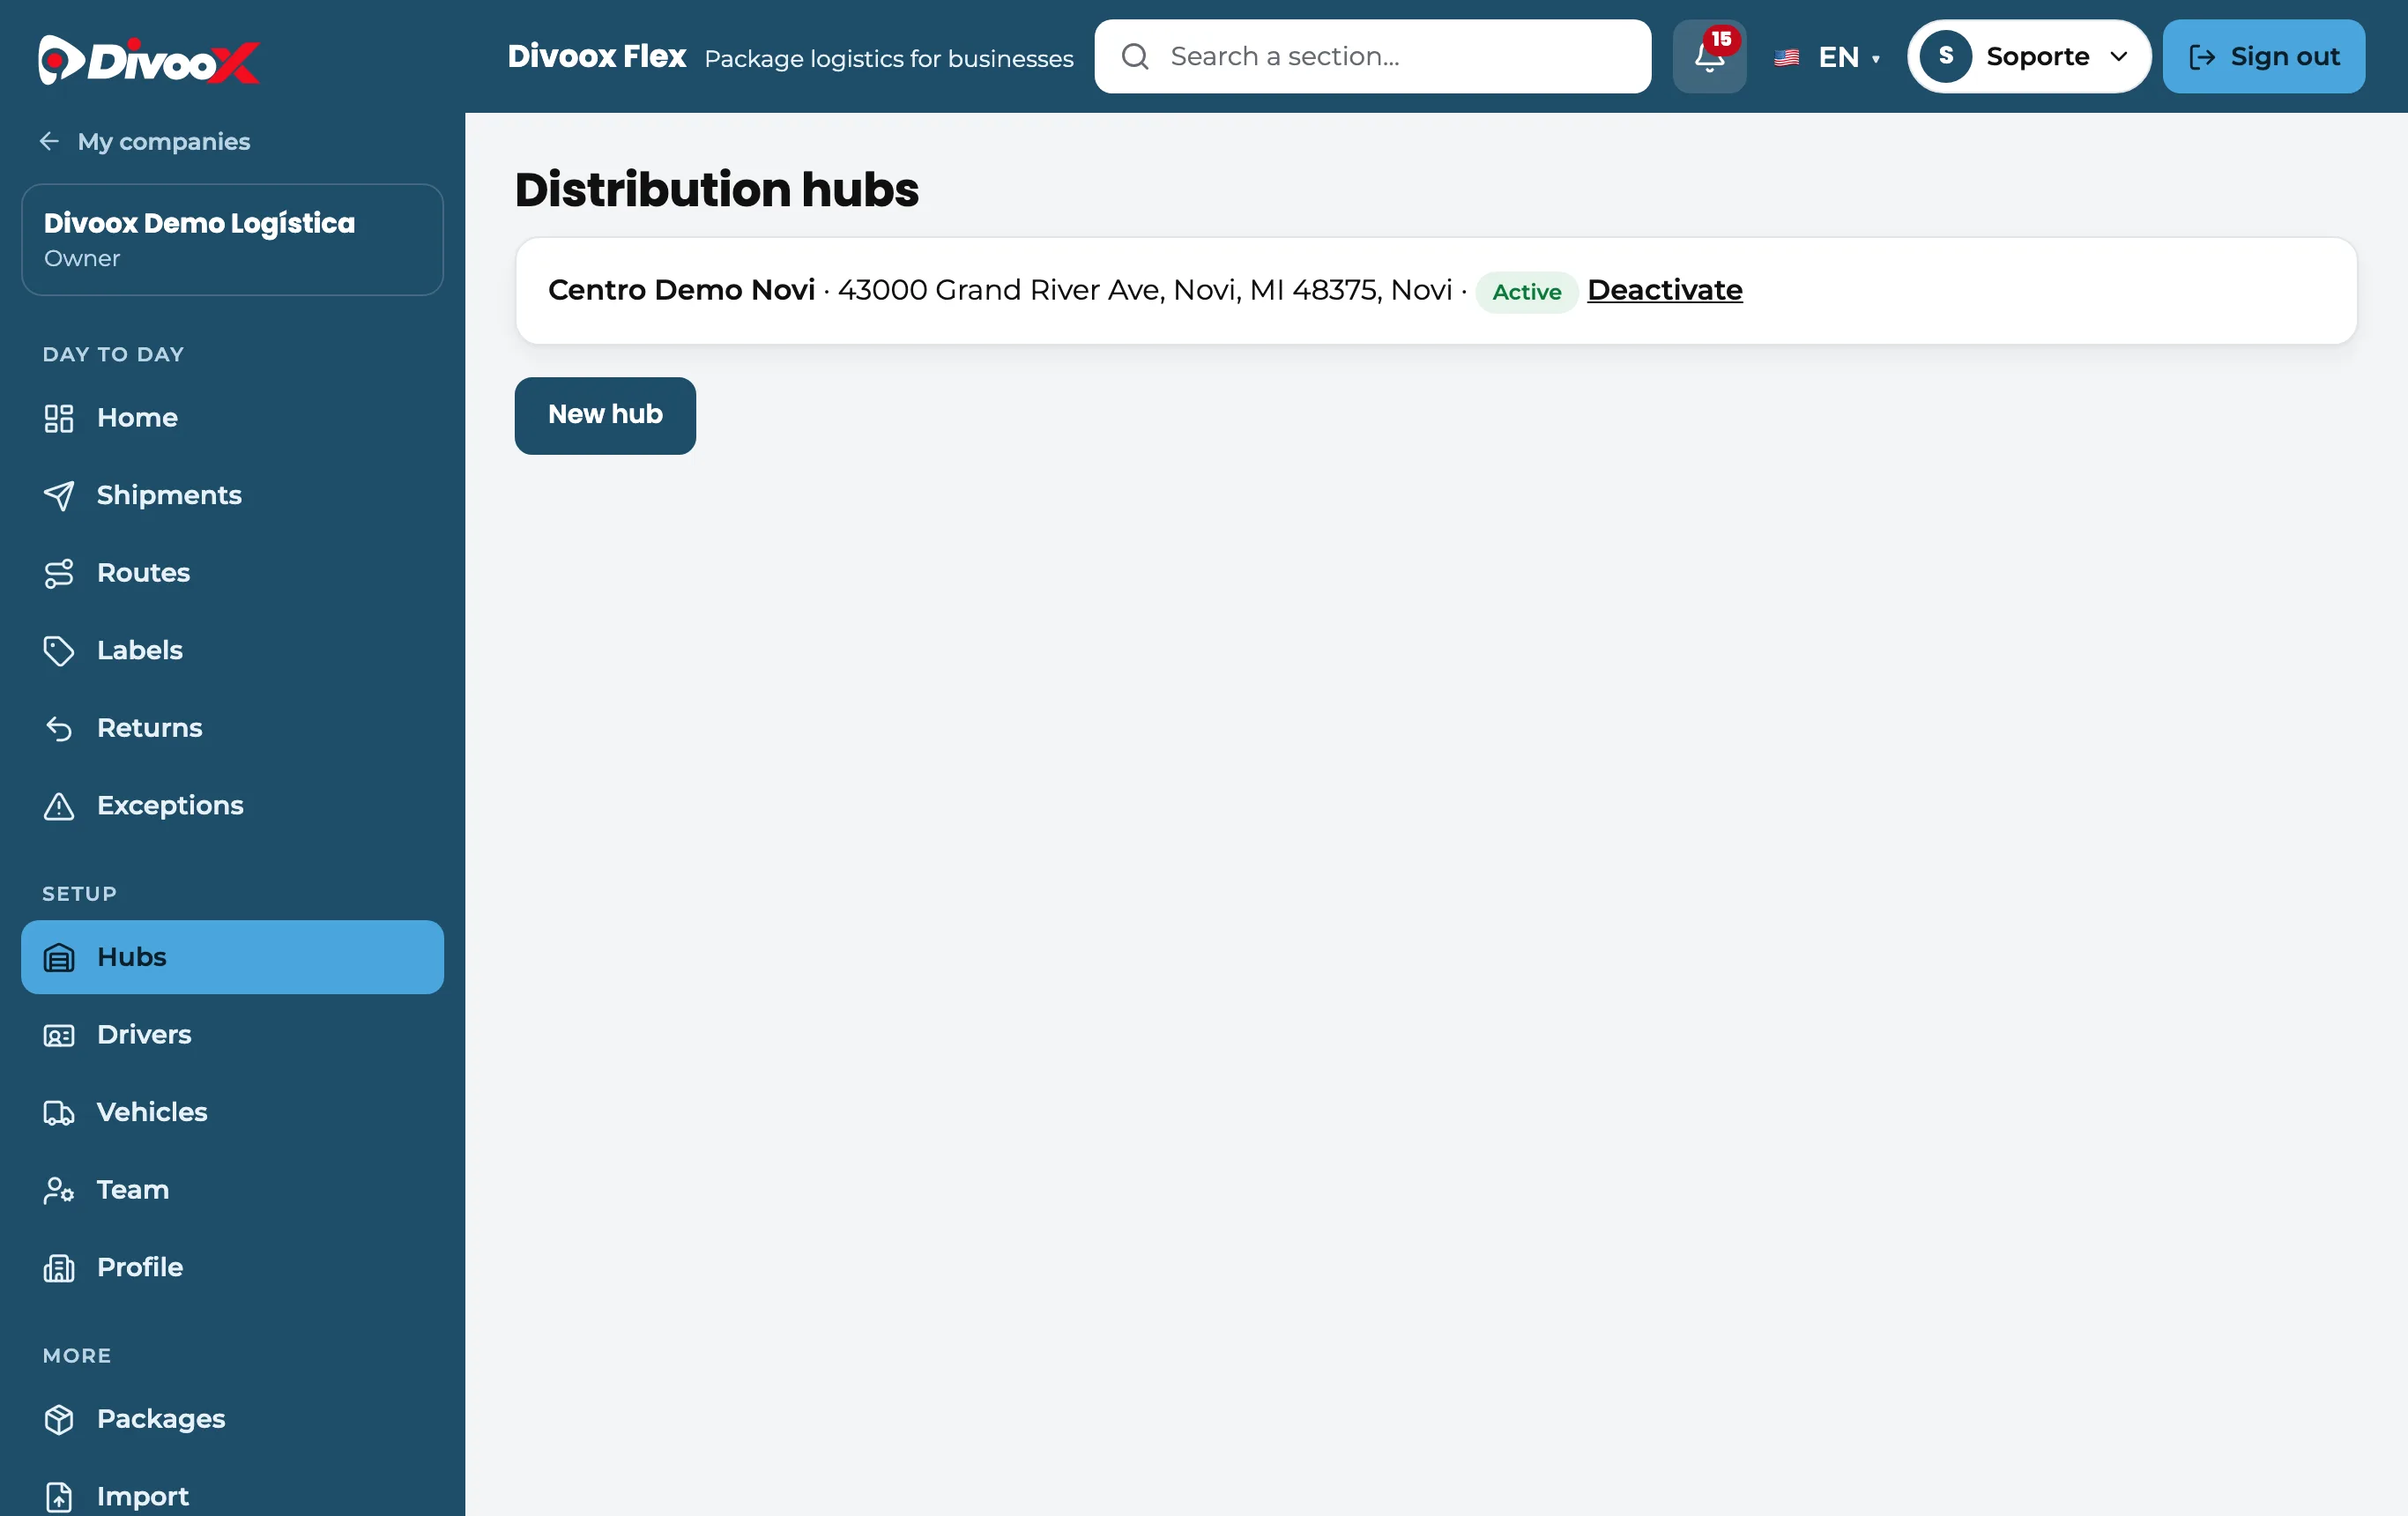 DivooX
Divoox Flex Package logistics for businesses
Search a section...
15
EN
S
Soporte
Sign out
My companies
Divoox Demo Logística
Owner
DAY TO DAY
Home
Shipments
Routes
Labels
Returns
Exceptions
SETUP
Hubs
Drivers
Vehicles
Team
Profile
MORE
Packages
Import
Distribution hubs
Centro Demo Novi · 43000 Grand River Ave, Novi, MI 48375, Novi · Active Deactivate
New hub